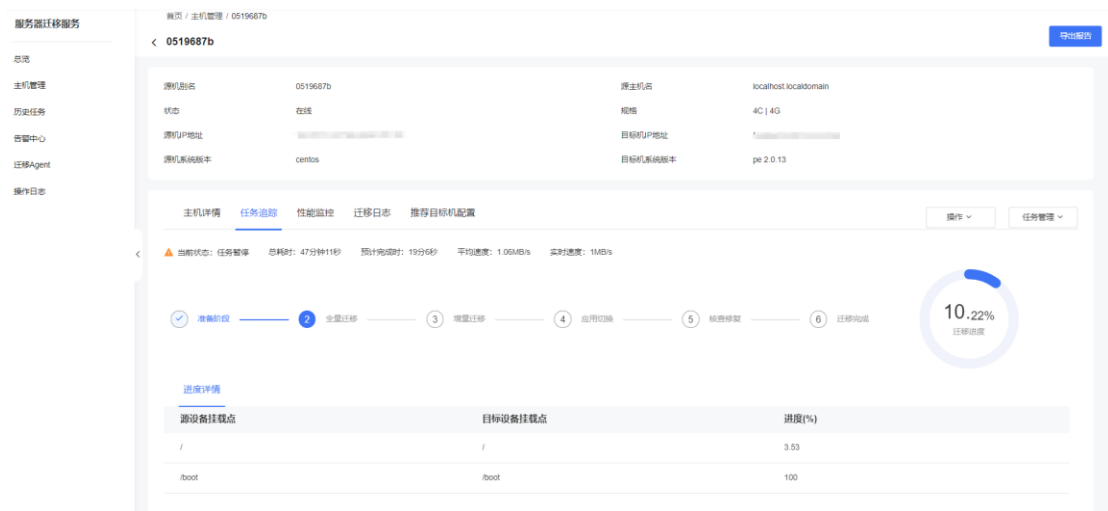 服务器迁移服务
总览
主机管理
历史任务
告警中心
迁移Agent
操作日志
首页 / 主机管理 / 0519687b
0519687b
导出报告
源机别名 0519687b 源主机名 localhost.localdomain
状态 在线 规格 4C | 4G
源机IP地址 目标机IP地址
源机系统版本 centos 目标机系统版本 pe 2.0.13
主机详情 任务追踪 性能监控 迁移日志 推荐目标机配置 操作 任务管理
当前状态：任务暂停 总耗时：47分钟11秒 预计完成时：19分6秒 平均速度：1.06MB/s 实时速度：1MB/s
准备阶段 2 全量迁移 3 增量迁移 4 应用切换 5 核查修复 6 迁移完成
10.22%
迁移进度
进度详情
源设备挂载点 目标设备挂载点 进度(%)
/ / 3.53
/boot /boot 100